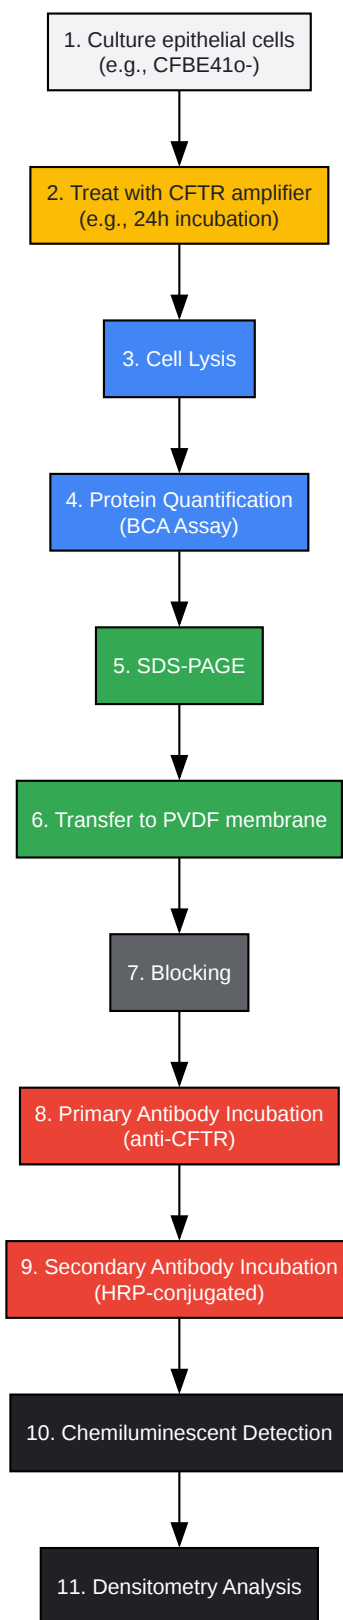 1. Culture epithelial cells
(e.g., CFBE41o-)
2. Treat with CFTR amplifier
(e.g., 24h incubation)
3. Cell Lysis
4. Protein Quantification
(BCA Assay)
5. SDS-PAGE
6. Transfer to PVDF membrane
7. Blocking
8. Primary Antibody Incubation
(anti-CFTR)
9. Secondary Antibody Incubation
(HRP-conjugated)
10. Chemiluminescent Detection
11. Densitometry Analysis